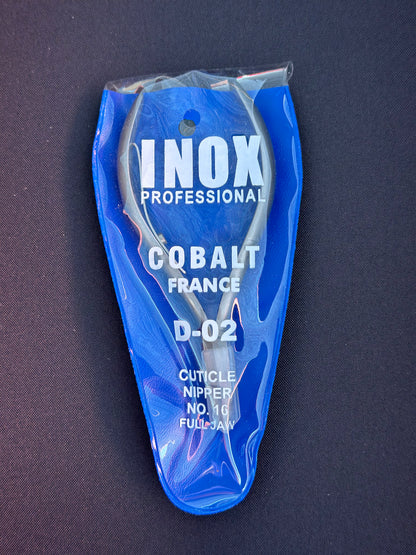 INOX
PROFESSIONAL
COBALT
FRANCE
D-02
CUTICLE
NIPPER
NO. 16
FULL JAW